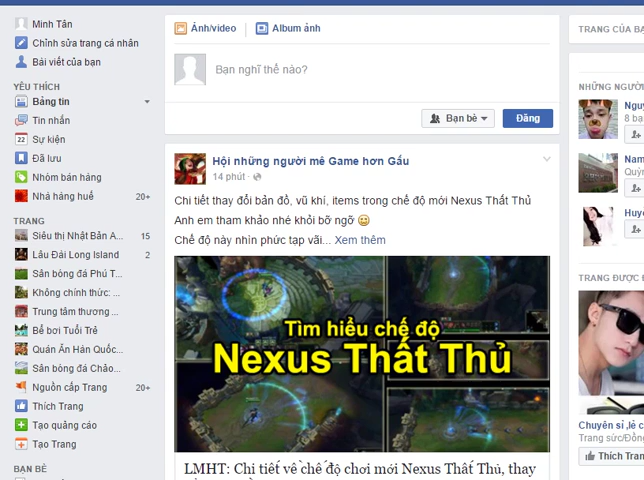 Minh Tân
Chỉnh sửa trang cá nhân
Bài viết của bạn
YÊU THÍCH
Bảng tin
Tin nhắn
22
Sự kiện
Đã lưu
Nhóm bán hàng
Nhà hàng huế 20+
TRANG
Siêu thị Nhật Bản A... 15
Lâu Đài Long Island 2
Sân bóng đá Phú T...
Không chính thức: ...
Trung tâm thương ...
Bể bơi Tuổi Trẻ
Quán Ăn Hàn Quốc...
Sân bóng đá Chảo...
Nguồn cấp Trang 20+
Thích Trang
Tạo quảng cáo
Tạo Trang
BẠN BÈ
Ảnh/video
Album ảnh
Bạn nghĩ thế nào?
Bạn bè
Đăng
Hội những người mê Game hơn Gấu
14 phút ·
Chi tiết thay đổi bản đồ, vũ khí, items trong chế độ mới Nexus Thất Thủ
Anh em tham khảo nhé khỏi bỡ ngỡ
Chế độ này nhìn phức tạp vãi... Xem thêm
Tìm hiểu chế độ
Nexus Thất Thủ
LMHT: Chi tiết về chế độ chơi mới Nexus Thất Thủ, thay
TRANG CỦA BẠ
NHỮNG NGƯỜI
Nguy
8 bạ
Nam
Quỳn
Huye
TRANG ĐƯỢC Đ
Chuyên sỉ ,lẻ c
Trang sức/Đồng
Thích Tran